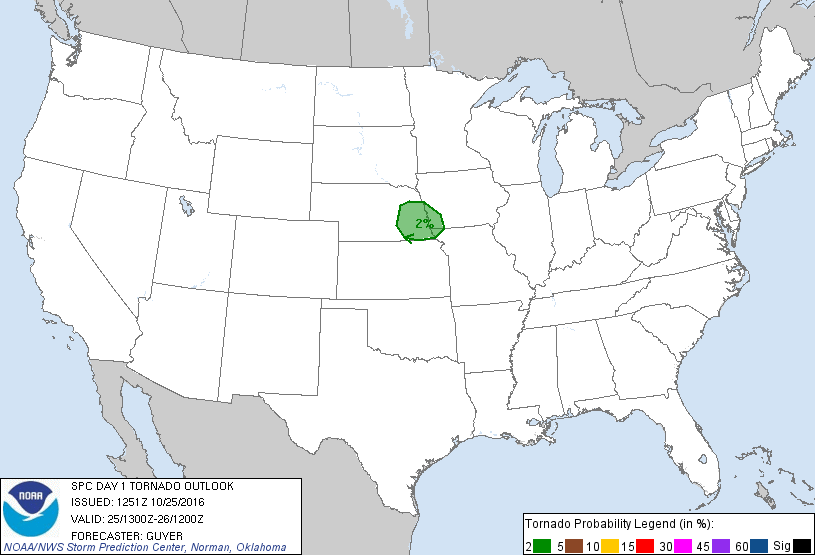 2%
NOAA
SPC DAY 1 TORNADO OUTLOOK
ISSUED: 1251Z 10/25/2016
VALID: 25/1300Z-26/1200Z
FORECASTER: GUYER
NOAA/NWS Storm Prediction Center, Norman, Oklahoma
Tornado Probability Legend (in %):
2 5 10 15 30 45 60 Sig